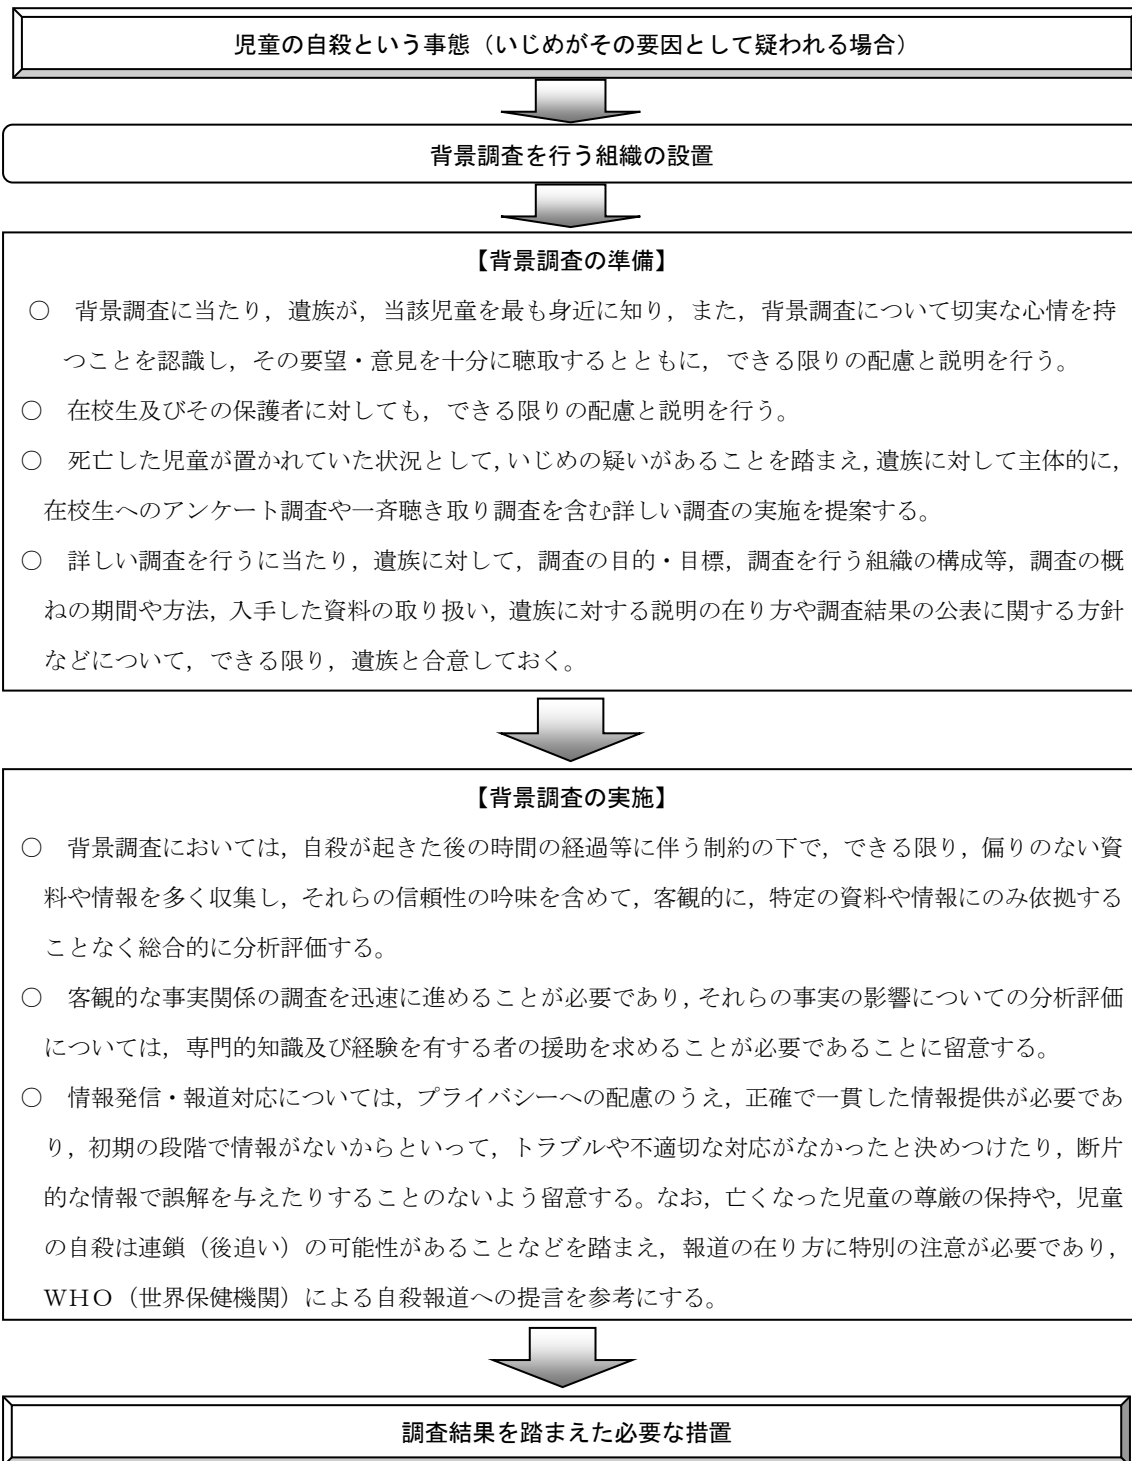 児童の自殺という事態（いじめがその要因として疑われる場合）
背景調査を行う組織の設置
【背景調査の準備】
○　背景調査に当たり，遺族が，当該児童を最も身近に知り，また，背景調査について切実な心情を持
つことを認識し，その要望・意見を十分に聴取するとともに，できる限りの配慮と説明を行う。
○　在校生及びその保護者に対しても，できる限りの配慮と説明を行う。
○　死亡した児童が置かれていた状況として，いじめの疑いがあることを踏まえ，遺族に対して主体的に，
在校生へのアンケート調査や一斉聴き取り調査を含む詳しい調査の実施を提案する。
○　詳しい調査を行うに当たり，遺族に対して，調査の目的・目標，調査を行う組織の構成等，調査の概
ねの期間や方法，入手した資料の取り扱い，遺族に対する説明の在り方や調査結果の公表に関する方針
などについて，できる限り，遺族と合意しておく。
【背景調査の実施】
○　背景調査においては，自殺が起きた後の時間の経過等に伴う制約の下で，できる限り，偏りのない資
料や情報を多く収集し，それらの信頼性の吟味を含めて，客観的に，特定の資料や情報にのみ依拠する
ことなく総合的に分析評価する。
○　客観的な事実関係の調査を迅速に進めることが必要であり，それらの事実の影響についての分析評価
については，専門的知識及び経験を有する者の援助を求めることが必要であることに留意する。
○　情報発信・報道対応については，プライバシーへの配慮のうえ，正確で一貫した情報提供が必要であ
り，初期の段階で情報がないからといって，トラブルや不適切な対応がなかったと決めつけたり，断片
的な情報で誤解を与えたりすることのないよう留意する。なお，亡くなった児童の尊厳の保持や，児童
の自殺は連鎖（後追い）の可能性があることなどを踏まえ，報道の在り方に特別の注意が必要であり，
ＷＨＯ（世界保健機関）による自殺報道への提言を参考にする。
調査結果を踏まえた必要な措置